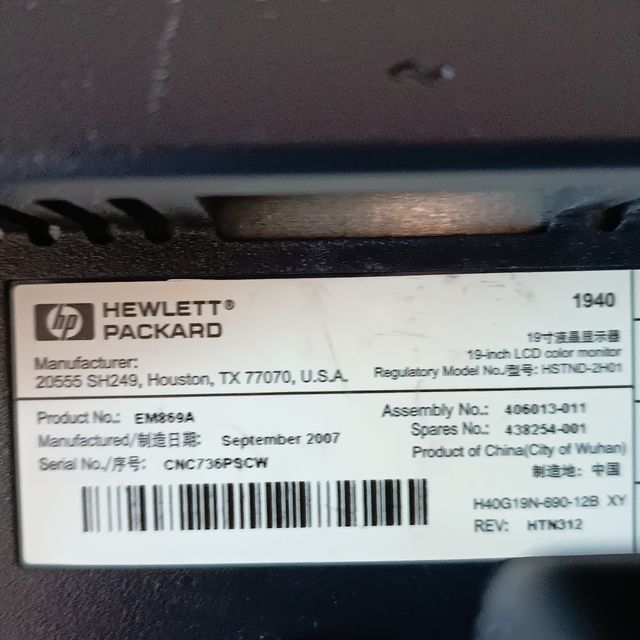 hp HEWLETT®
PACKARD
1940
19寸液晶显示器
19-inch LCD color monitor
Manufacturer:
20555 SH249, Houston, TX 77070, U.S.A.
Regulatory Model No./型号: HSTND-2H01
Product No.: EM869A
Assembly No.: 406013-011
Manufactured/制造日期: September 2007
Spares No.: 438254-001
Serial No./序号: CNC736PSCW
Product of China(City of Wuhan)
制造地: 中国
H40G19N-690-12B XY
REV: HTN312